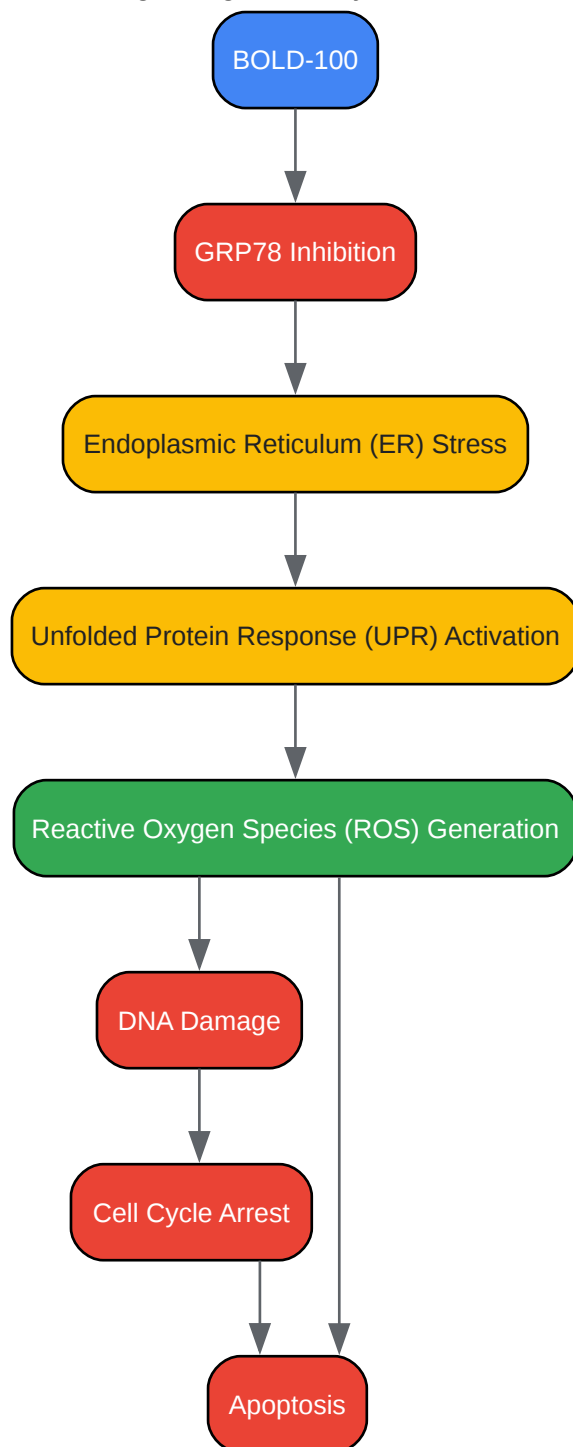 BOLD-100
GRP78 Inhibition
Endoplasmic Reticulum (ER) Stress
Unfolded Protein Response (UPR) Activation
Reactive Oxygen Species (ROS) Generation
DNA Damage
Cell Cycle Arrest
Apoptosis